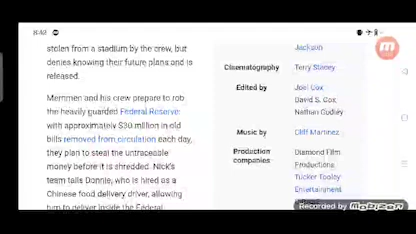 8:43
stolen from a stadium by the crew, but
denies knowing their future plans and is
released.
Merrimen and his crew prepare to rob
the heavily guarded Federal Reserve
with approximately $30 million in old
bills removed from circulation each day,
they plan to steal the untraceable
money before it is shredded. Nick's
team tails Donnie, who is hired as a
Chinese food delivery driver, allowing
him to deliver inside the Federal
Jackson
Cinematography Terry Stacey
Edited by Joel Cox
David S. Cox
Nathan Godley
Music by Cliff Martinez
Production
companies
Diamond Film
Productions
Tucker Tooley
Entertainment
Recorded by Mobizen